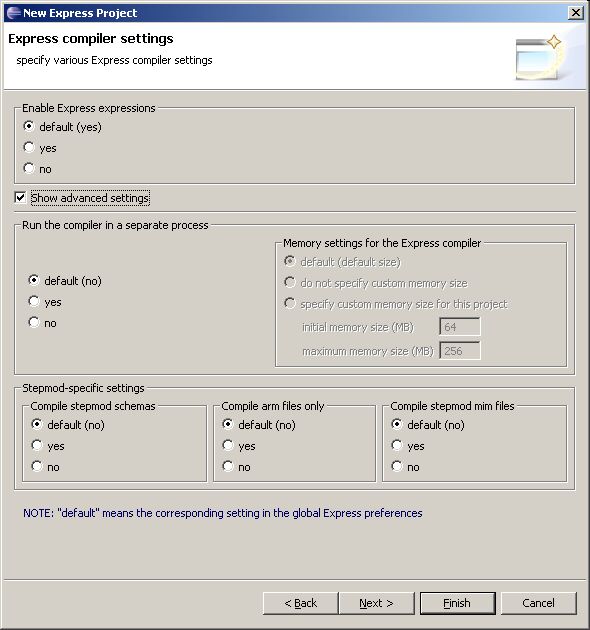 New Express Project
Express compiler settings
specify various Express compiler settings
Enable Express expressions
default (yes)
yes
no
Show advanced settings
Run the compiler in a separate process
default (no)
yes
no
Memory settings for the Express compiler
default (default size)
do not specify custom memory size
specify custom memory size for this project
initial memory size (MB) 64
maximum memory size (MB) 256
Stepmod-specific settings
Compile stepmod schemas
default (no)
yes
no
Compile arm files only
default (no)
yes
no
Compile stepmod mim files
default (no)
yes
no
NOTE: "default" means the corresponding setting in the global Express preferences
< Back Next > Finish Cancel